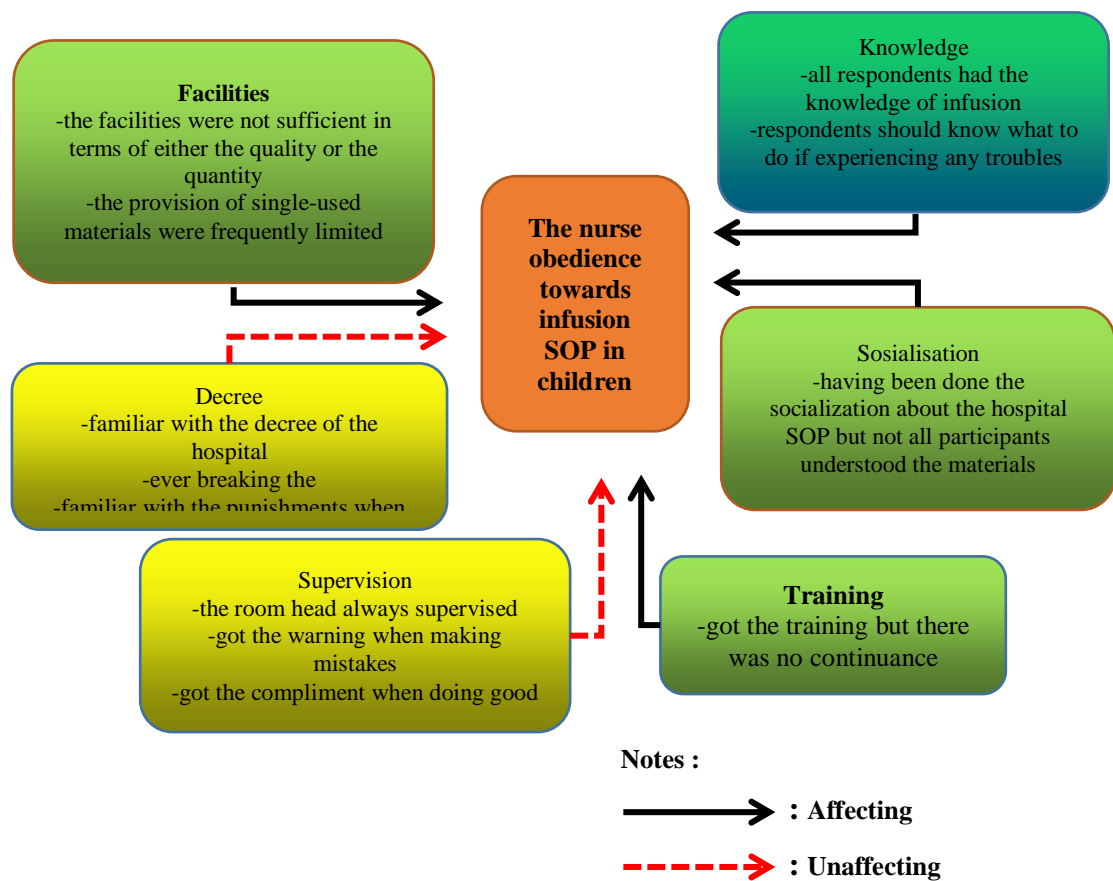 Facilities
-the facilities were not sufficient in
terms of either the quality or the
quantity
-the provision of single-used
materials were frequently limited
Knowledge
-all respondents had the
knowledge of infusion
-respondents should know what to
do if experiencing any troubles
The nurse
obedience
towards
infusion
SOP in
children
Decree
-familiar with the decree of the
hospital
-ever breaking the
-familiar with the punishments when
Sosialisation
-having been done the
socialization about the hospital
SOP but not all participants
understood the materials
Supervision
-the room head always supervised
-got the warning when making
mistakes
-got the compliment when doing good
Training
-got the training but there
was no continuance
Notes :
: Affecting
: Unaffecting